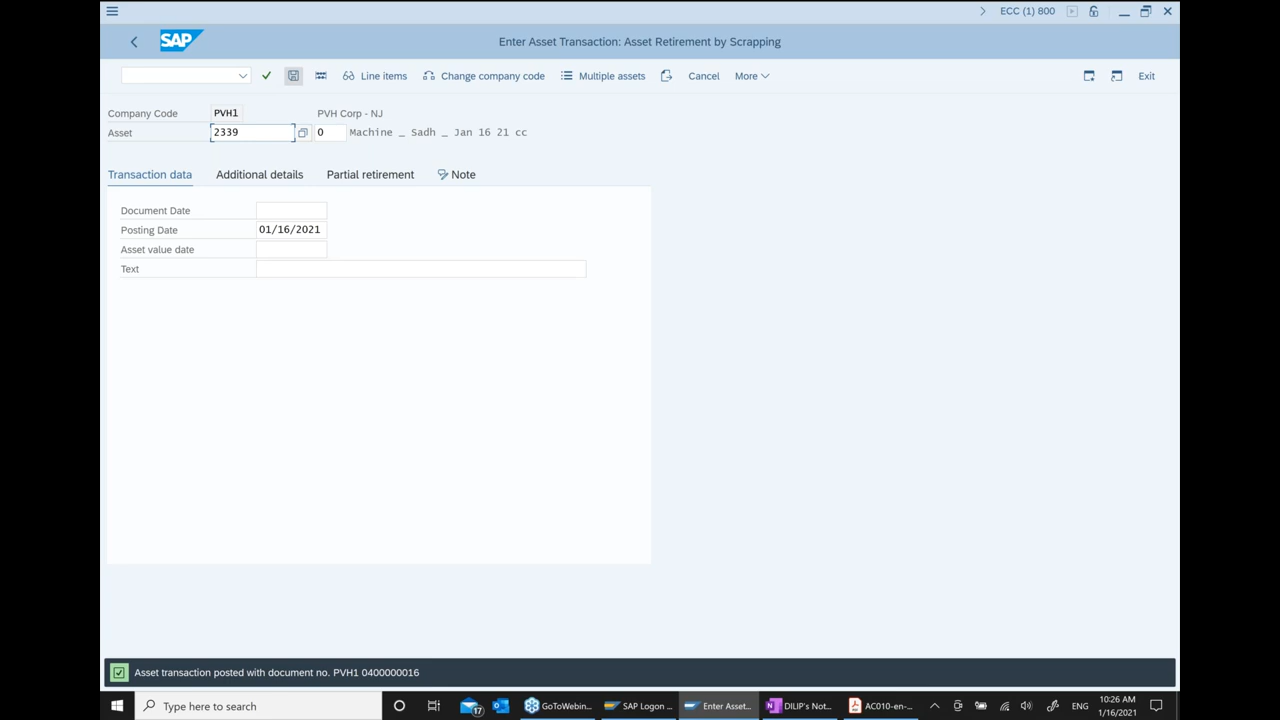 ECC (1) 800
SAP
Enter Asset Transaction: Asset Retirement by Scrapping
Line items Change company code Multiple assets Cancel More Exit
Company Code PVH1 PVH Corp - NJ
Asset 2339 0 Machine _ Sadh _ Jan 16 21 cc
Transaction data Additional details Partial retirement Note
Document Date
Posting Date 01/16/2021
Asset value date
Text
Asset transaction posted with document no. PVH1 0400000016
Type here to search 17 GoToWebin... SAP Logon ... Enter Asset... DILIP's Not... AC010-en-... ENG 10:26 AM
1/16/2021